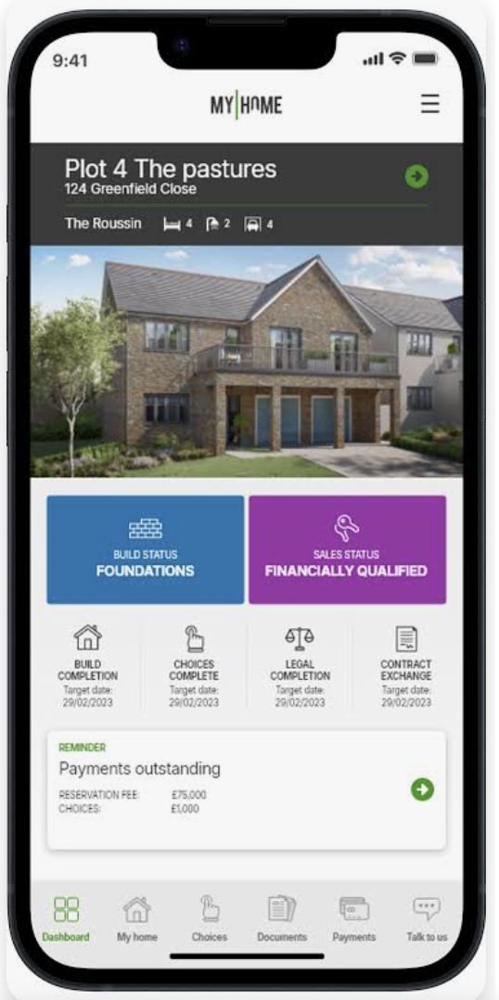 9:41
MY HOME
Plot 4 The pastures
124 Greenfield Close
The Roussin 4 2 4
BUILD STATUS
FOUNDATIONS
SALES STATUS
FINANCIALLY QUALIFIED
BUILD
COMPLETION
Target date:
29/02/2023
CHOICES
COMPLETE
Target date:
29/02/2023
LEGAL
COMPLETION
Target date:
29/02/2023
CONTRACT
EXCHANGE
Target date:
29/02/2023
REMINDER
Payments outstanding
RESERVATION FEE: £75,000
CHOICES: £1,000
Dashboard My home Choices Documents Payments Talk to us